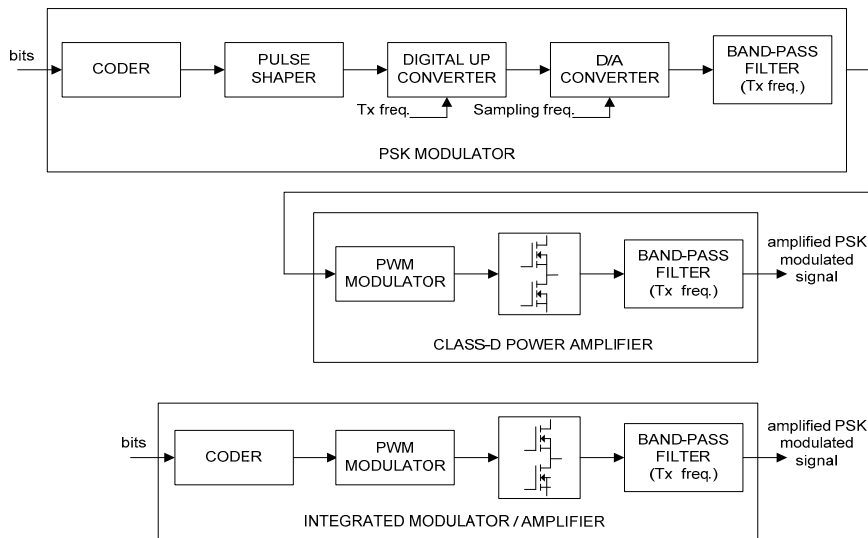 bits
CODER
PULSE
SHAPER
DIGITAL UP
CONVERTER
D/A
CONVERTER
BAND-PASS
FILTER
(Tx freq.)
Tx freq.
Sampling freq.
PSK MODULATOR
PWM
MODULATOR
BAND-PASS
FILTER
(Tx freq.)
amplified PSK
modulated
signal
CLASS-D POWER AMPLIFIER
bits
CODER
PWM
MODULATOR
BAND-PASS
FILTER
(Tx freq.)
amplified PSK
modulated
signal
INTEGRATED MODULATOR / AMPLIFIER